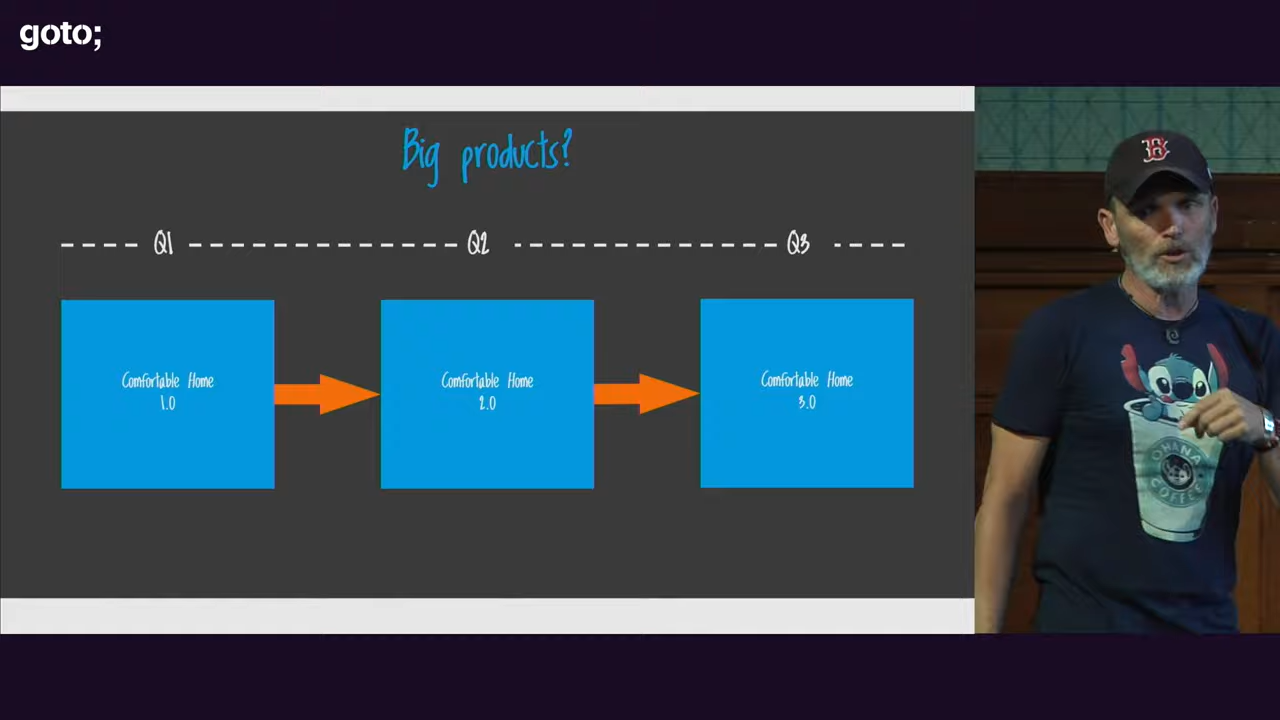 goto;
Big products?
Q1 Q2 Q3
Comfortable Home
1.0
Comfortable Home
2.0
Comfortable Home
3.0
B
OHANA
COFFEE